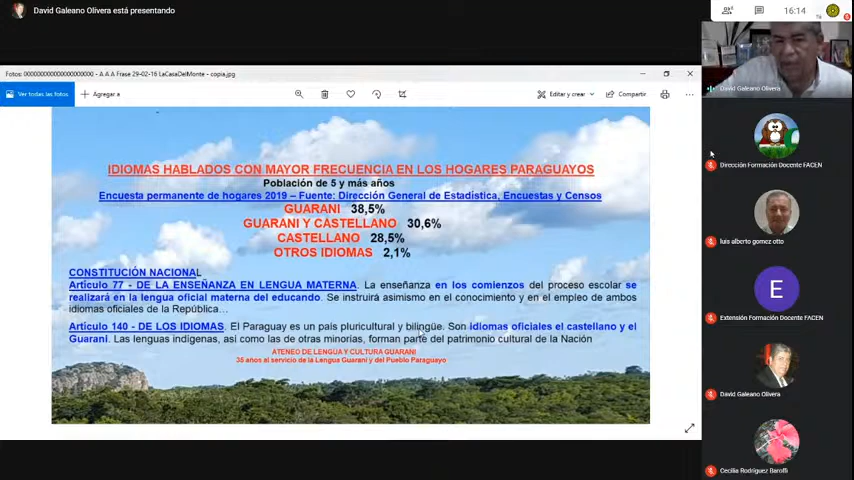 David Galeano Olivera está presentando
16:14
Fotos: 00000000000000000000 - A A A Frase 29-02-16 LaCasaDelMonte - copia.jpg
Ver todas las fotos
Agregar a
Editar y crear
Compartir
IDIOMAS HABLADOS CON MAYOR FRECUENCIA EN LOS HOGARES PARAGUAYOS
Población de 5 y más años
Encuesta permanente de hogares 2019 – Fuente: Dirección General de Estadística, Encuestas y Censos
GUARANI 38,5%
GUARANI Y CASTELLANO 30,6%
CASTELLANO 28,5%
OTROS IDIOMAS 2,1%
CONSTITUCIÓN NACIONAL
Artículo 77 - DE LA ENSEÑANZA EN LENGUA MATERNA. La enseñanza en los comienzos del proceso escolar se
realizará en la lengua oficial materna del educando. Se instruirá asimismo en el conocimiento y en el empleo de ambos
idiomas oficiales de la República...
Artículo 140 - DE LOS IDIOMAS. El Paraguay es un país pluricultural y bilingüe. Son idiomas oficiales el castellano y el
Guaraní. Las lenguas indígenas, así como las de otras minorías, forman parte del patrimonio cultural de la Nación
ATENEO DE LENGUA Y CULTURA GUARANI
35 años al servicio de la Lengua Guarani y del Pueblo Paraguayo
David Galeano Olivera
Dirección Formación Docente FACEN
luis alberto gomez otto
E
Extensión Formación Docente FACEN
David Galeano Olivera
Cecilia Rodríguez Baroffi